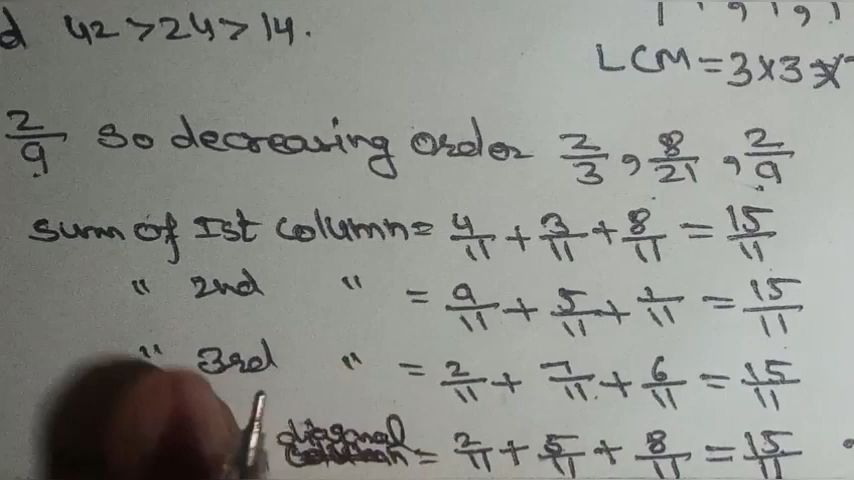 d 42 > 24 > 14.
LCM = 3 × 3 ×
2/9 so decreasing order 2/3, 8/21, 2/9
sum of Ist column = 4/11 + 3/11 + 8/11 = 15/11
" 2nd " = 9/11 + 5/11 + 1/11 = 15/11
" 3rd " = 2/11 + 7/11 + 6/11 = 15/11
diagonal = 2/11 + 5/11 + 8/11 = 15/11